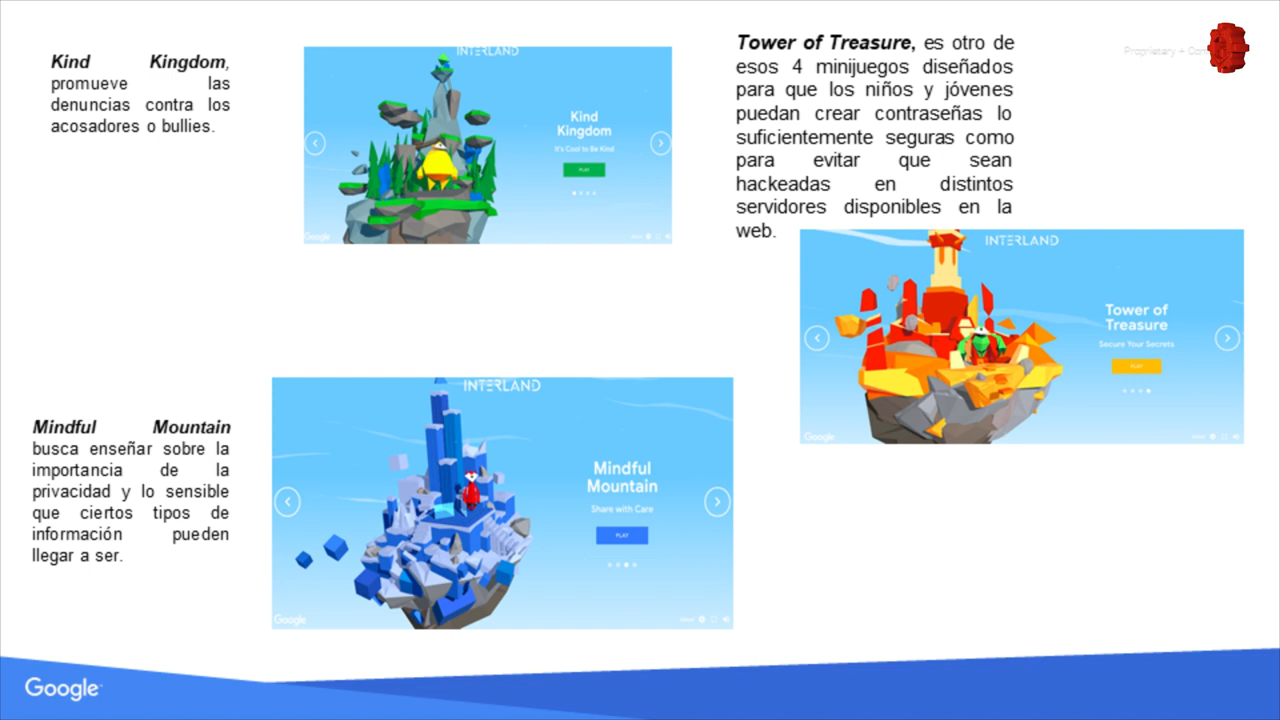 Kind Kingdom,
promueve las
denuncias contra los
acosadores o bullies.
INTERLAND
Kind
Kingdom
It's Cool to Be Kind
PLAY
Google
Tower of Treasure, es otro de
esos 4 minijuegos diseñados
para que los niños y jóvenes
puedan crear contraseñas lo
suficientemente seguras como
para evitar que sean
hackeadas en distintos
servidores disponibles en la
web.
Proprietary +
INTERLAND
Tower of
Treasure
Secure Your Secrets
PLAY
Google
Mindful Mountain
busca enseñar sobre la
importancia de la
privacidad y lo sensible
que ciertos tipos de
información pueden
llegar a ser.
INTERLAND
Mindful
Mountain
Share with Care
PLAY
Google
Google